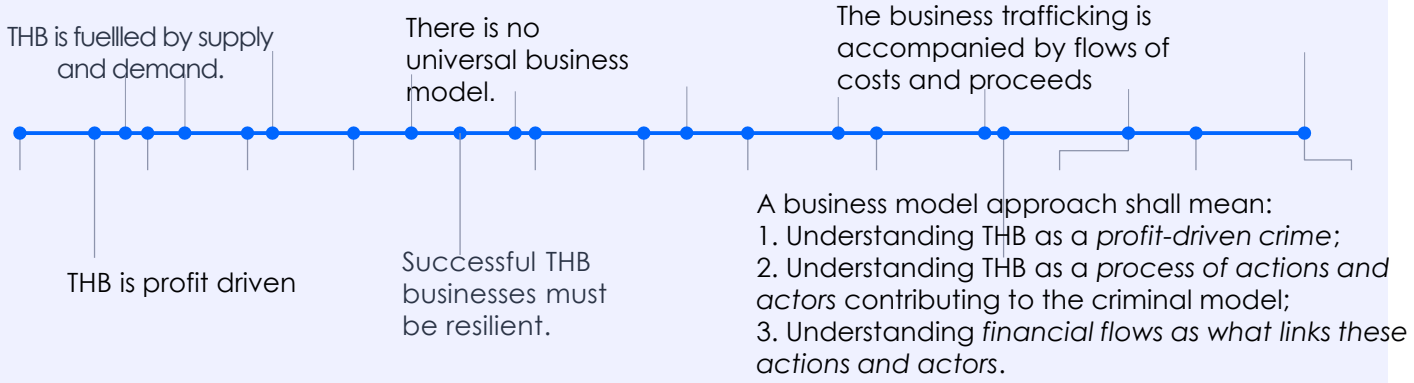 THB is fuellled by supply
and demand.
There is no
universal business
model.
The business trafficking is
accompanied by flows of
costs and proceeds
THB is profit driven
Successful THB
businesses must
be resilient.
A business model approach shall mean:
1. Understanding THB as a profit-driven crime;
2. Understanding THB as a process of actions and
actors contributing to the criminal model;
3. Understanding financial flows as what links these
actions and actors.